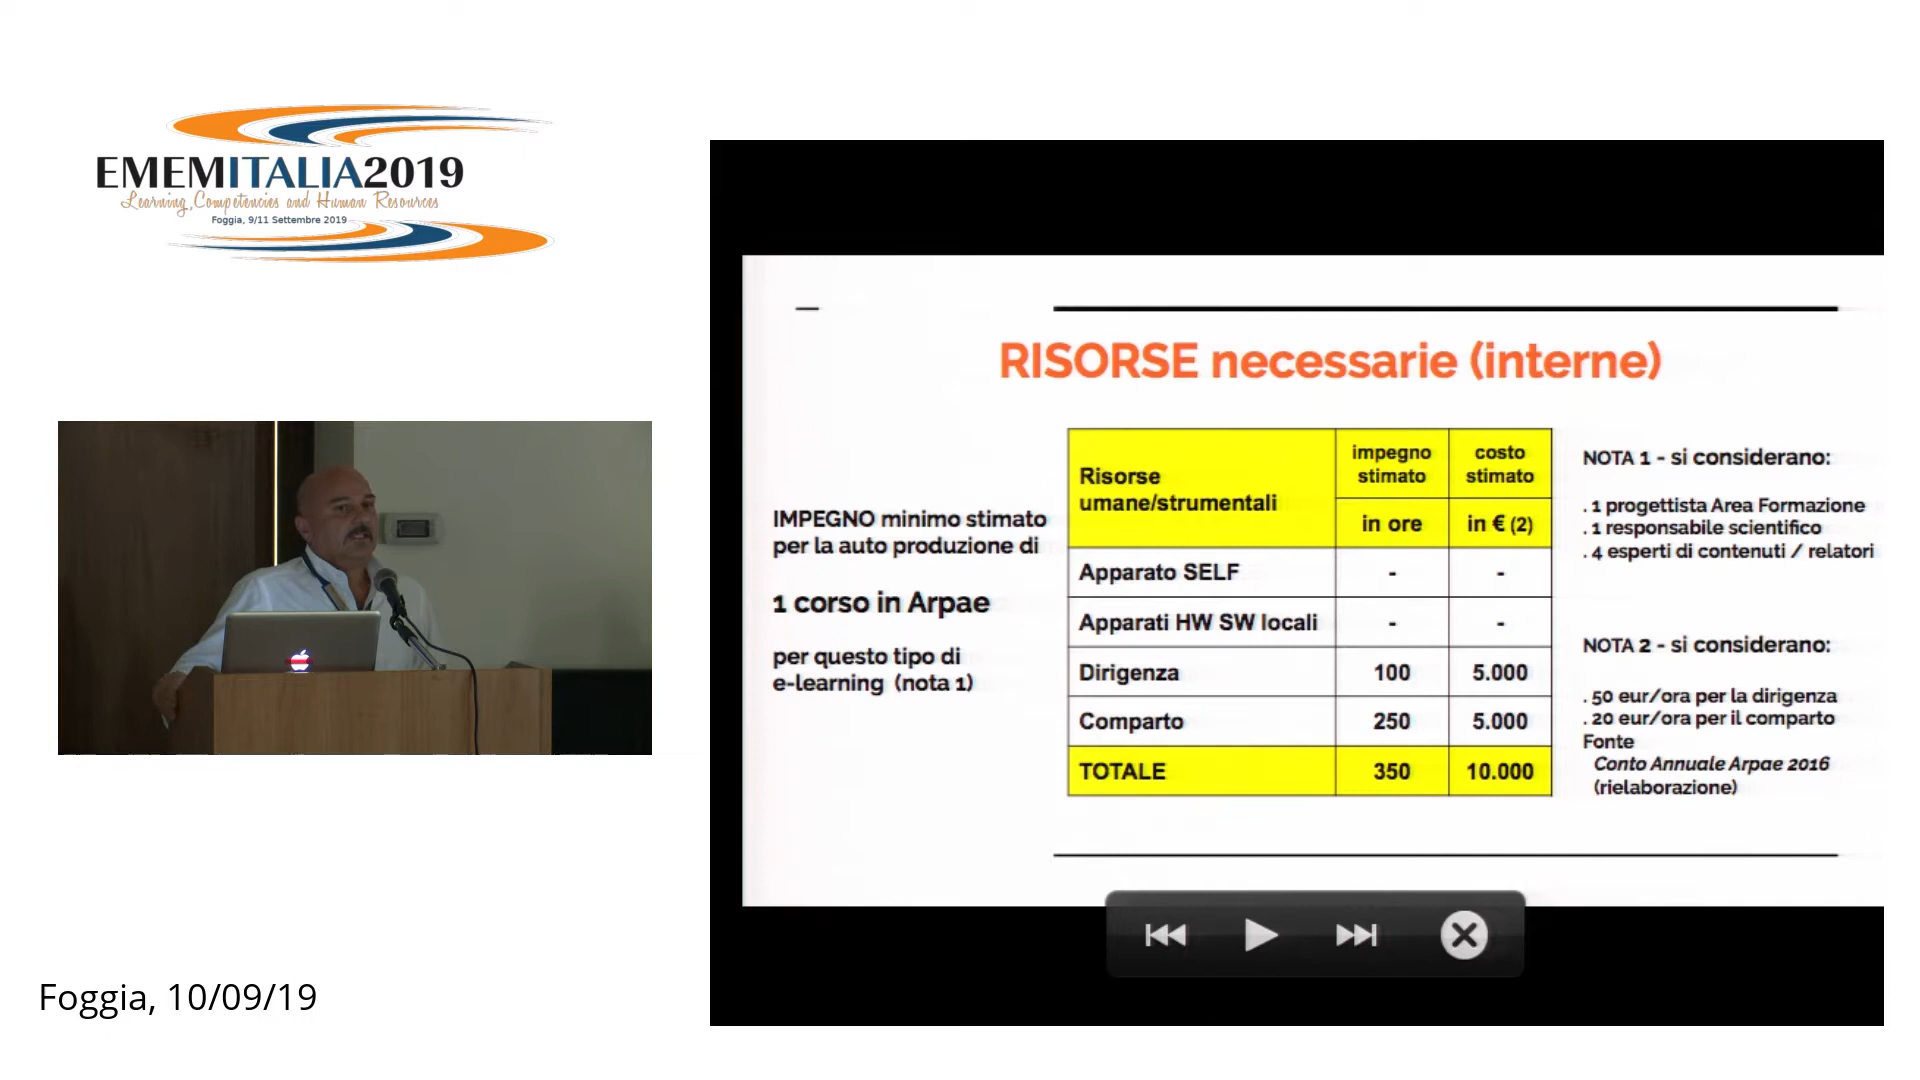 EMEMITALIA2019
Learning,Competencies and Human Resources
Foggia, 9/11 Settembre 2019
RISORSE necessarie (interne)
IMPEGNO minimo stimato
per la auto produzione di
1 corso in Arpae
per questo tipo di
e-learning (nota 1)
Risorse
umane/strumentali
impegno
stimato
costo
stimato
in ore
in € (2)
Apparato SELF - -
Apparati HW SW locali - -
Dirigenza 100 5.000
Comparto 250 5.000
TOTALE 350 10.000
NOTA 1 - si considerano:
. 1 progettista Area Formazione
. 1 responsabile scientifico
. 4 esperti di contenuti / relatori
NOTA 2 - si considerano:
. 50 eur/ora per la dirigenza
. 20 eur/ora per il comparto
Fonte
Conto Annuale Arpae 2016
(rielaborazione)
Foggia, 10/09/19